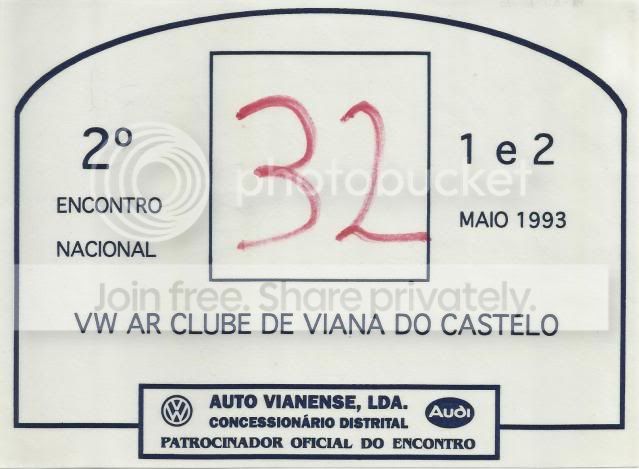 2º
ENCONTRO
NACIONAL
32
1 e 2
MAIO 1993
photobucket
Join free. Share privately.
VW AR CLUBE DE VIANA DO CASTELO
AUTO VIANENSE, LDA.
CONCESSIONÁRIO DISTRITAL
Audi
PATROCINADOR OFICIAL DO ENCONTRO